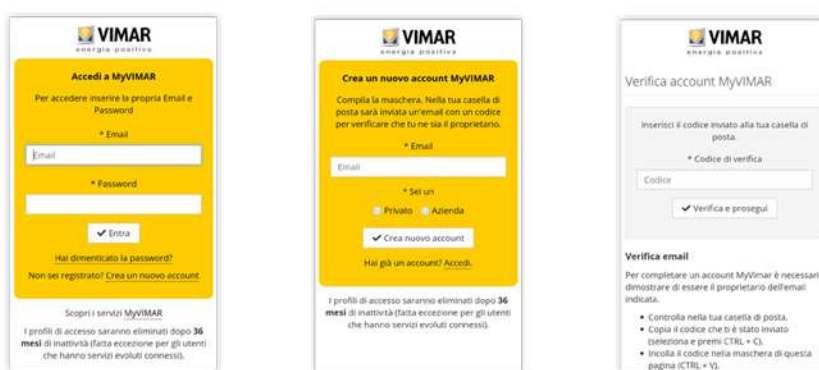 VIMAR
energia positiva
Accedi a MyVIMAR
Per accedere inserire la propria Email e
Password
* Email
Email
* Password
Entra
Hai dimenticato la password?
Non sei registrato? Crea un nuovo account
Scopri i servizi MyVIMAR
I profili di accesso saranno eliminati dopo 36
mesi di inattività (fatta eccezione per gli utenti
che hanno servizi evoluti connessi).
VIMAR
energia positiva
Crea un nuovo account MyVIMAR
Compila la maschera. Nella tua casella di
posta sarà inviata un'email con un codice
per verificare che tu ne sia il proprietario.
* Email
Email
* Sei un
Privato Azienda
Crea nuovo account
Hai già un account? Accedi.
I profili di accesso saranno eliminati dopo 36
mesi di inattività (fatta eccezione per gli utenti
che hanno servizi evoluti connessi).
VIMAR
energia positiva
Verifica account MyVIMAR
Inserisci il codice inviato alla tua casella di
posta.
* Codice di verifica
Codice
Verifica e prosegui
Verifica email
Per completare un account MyVimar è necessari
dimostrare di essere il proprietario dell'email
indicata.
• Controlla nella tua casella di posta.
• Copia il codice che ti è stato inviato
(seleziona e premi CTRL + C).
• Incolla il codice nella maschera di questa
pagina (CTRL + V).